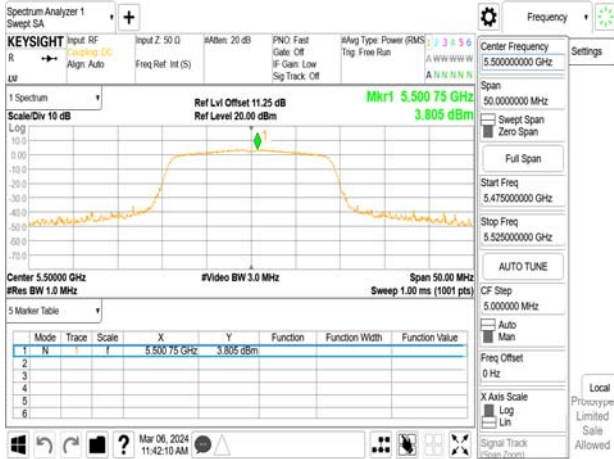 Spectrum Analyzer 1
Swept SA
Frequency
KEYSIGHT
Input: RF
Coupling: DC
Align: Auto
Input Z: 50 Ω
Freq Ref: Int (S)
#Atten: 20 dB
PNO: Fast
Gate: Off
IF Gain: Low
Sig Track: Off
#Avg Type: Power (RMS
Trig: Free Run
1 2 3 4 5 6
A W W W W W
A N N N N N
R
LXI
1 Spectrum
Scale/Div 10 dB
Ref Lvl Offset 11.25 dB
Ref Level 20.00 dBm
Mkr1 5.500 75 GHz
3.805 dBm
Log
10.0
0.00
-10.0
-20.0
-30.0
-40.0
-50.0
-60.0
-70.0
1
Center 5.50000 GHz
#Res BW 1.0 MHz
#Video BW 3.0 MHz
Span 50.00 MHz
Sweep 1.00 ms (1001 pts)
5 Marker Table
Mode Trace Scale X Y Function Function Width Function Value
1 N 1 f 5.500 75 GHz 3.805 dBm
2
3
4
5
6
Mar 06, 2024
11:42:10 AM
Center Frequency
5.500000000 GHz
Settings
Span
50.0000000 MHz
Swept Span
Zero Span
Full Span
Start Freq
5.475000000 GHz
Stop Freq
5.525000000 GHz
AUTO TUNE
CF Step
5.000000 MHz
Auto
Man
Freq Offset
0 Hz
X Axis Scale
Log
Lin
Signal Track
(Span Zoom)
Local
Prototype
Limited
Sale
Allowed